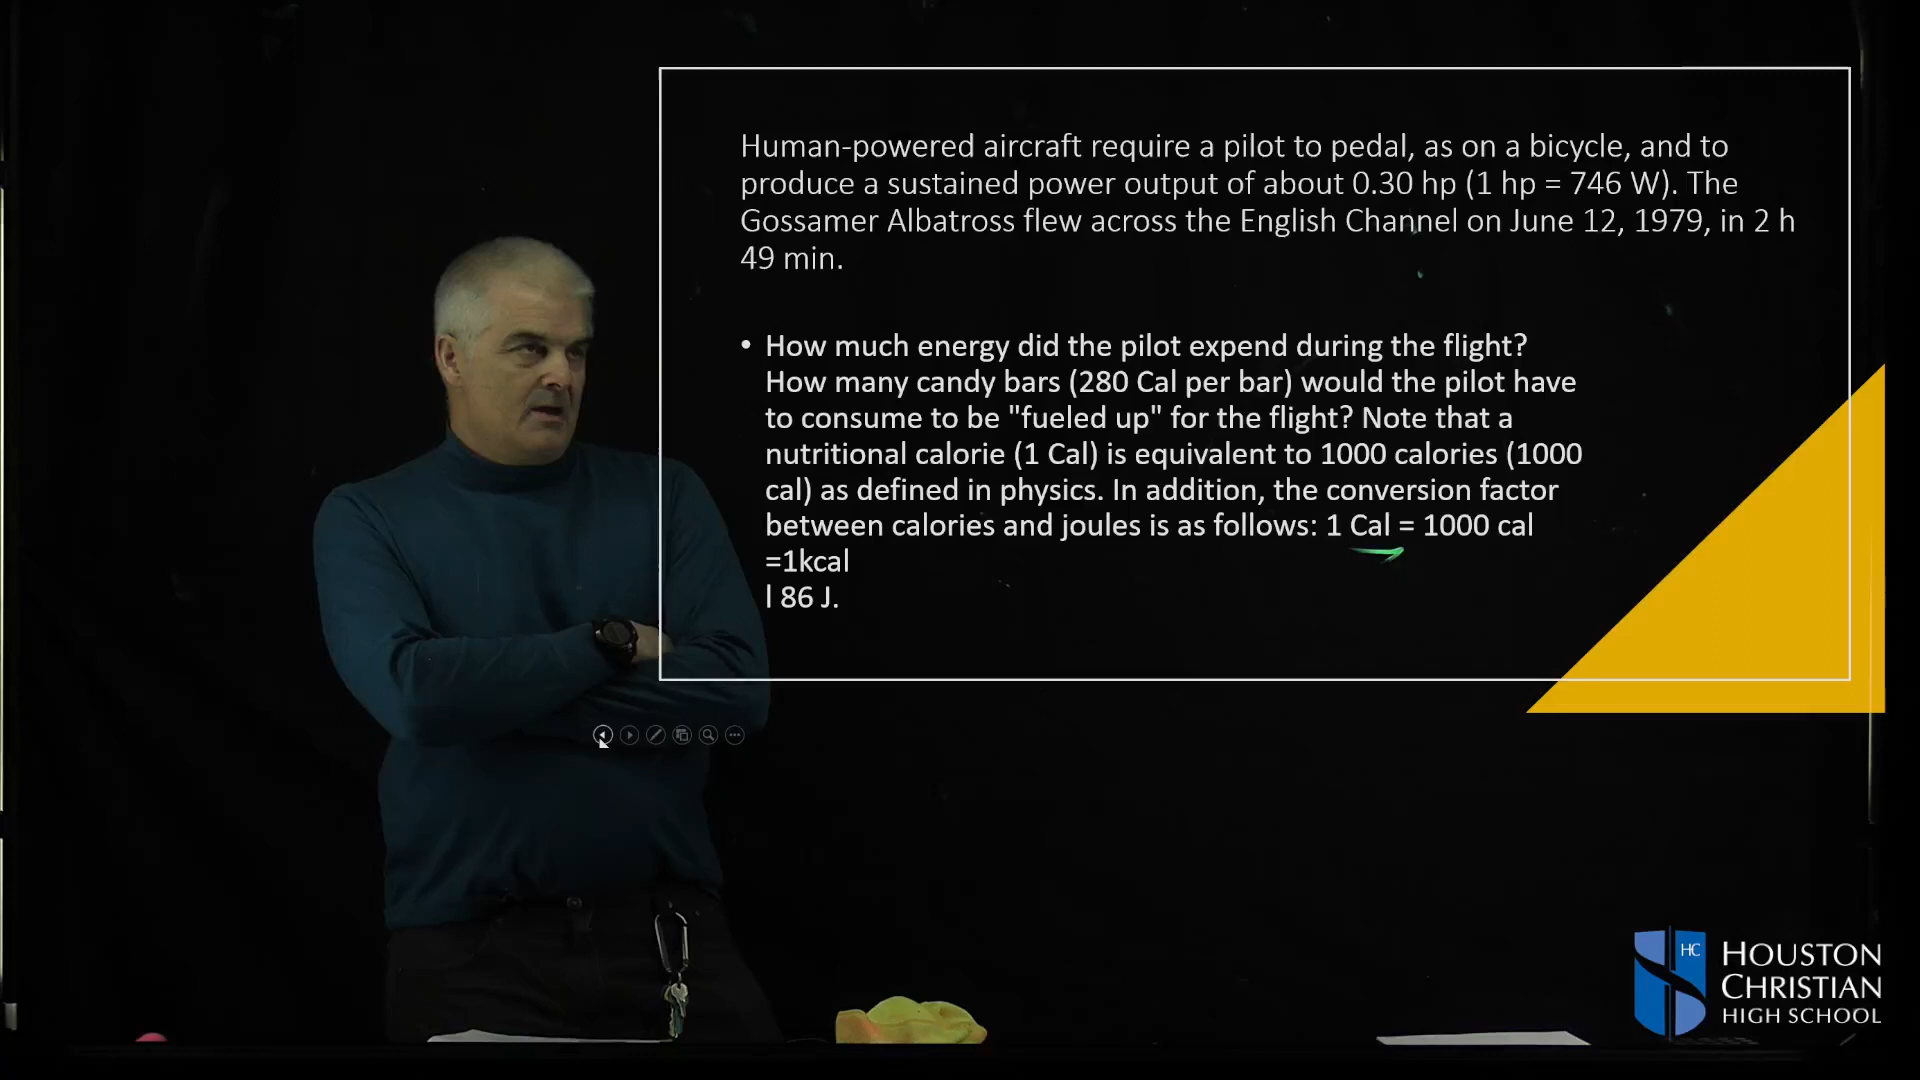 Human-powered aircraft require a pilot to pedal, as on a bicycle, and to
produce a sustained power output of about 0.30 hp (1 hp = 746 W). The
Gossamer Albatross flew across the English Channel on June 12, 1979, in 2 h
49 min.
• How much energy did the pilot expend during the flight?
How many candy bars (280 Cal per bar) would the pilot have
to consume to be "fueled up" for the flight? Note that a
nutritional calorie (1 Cal) is equivalent to 1000 calories (1000
cal) as defined in physics. In addition, the conversion factor
between calories and joules is as follows: 1 Cal = 1000 cal
=1kcal
l 86 J.
HC
HOUSTON
CHRISTIAN
HIGH SCHOOL